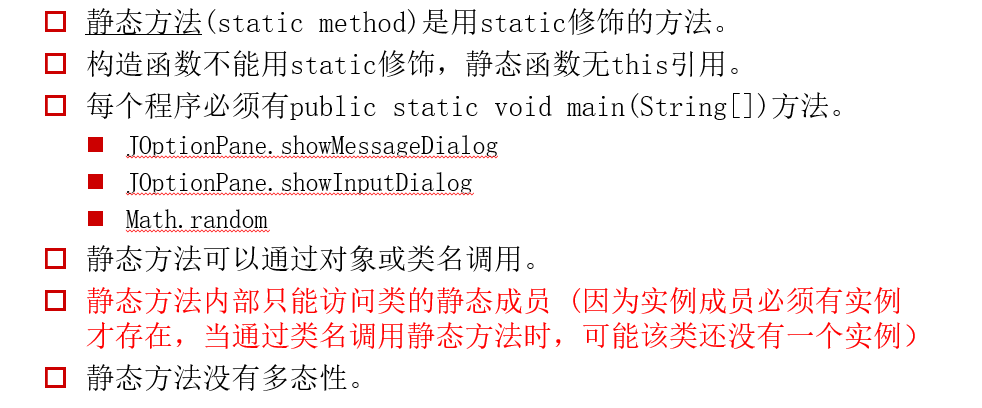 静态方法(static method)是用static修饰的方法。
构造函数不能用static修饰，静态函数无this引用。
每个程序必须有public static void main(String[])方法。
JOptionPane.showMessageDialog
JOptionPane.showInputDialog
Math.random
静态方法可以通过对象或类名调用。
静态方法内部只能访问类的静态成员 (因为实例成员必须有实例
才存在，当通过类名调用静态方法时，可能该类还没有一个实例）
静态方法没有多态性。